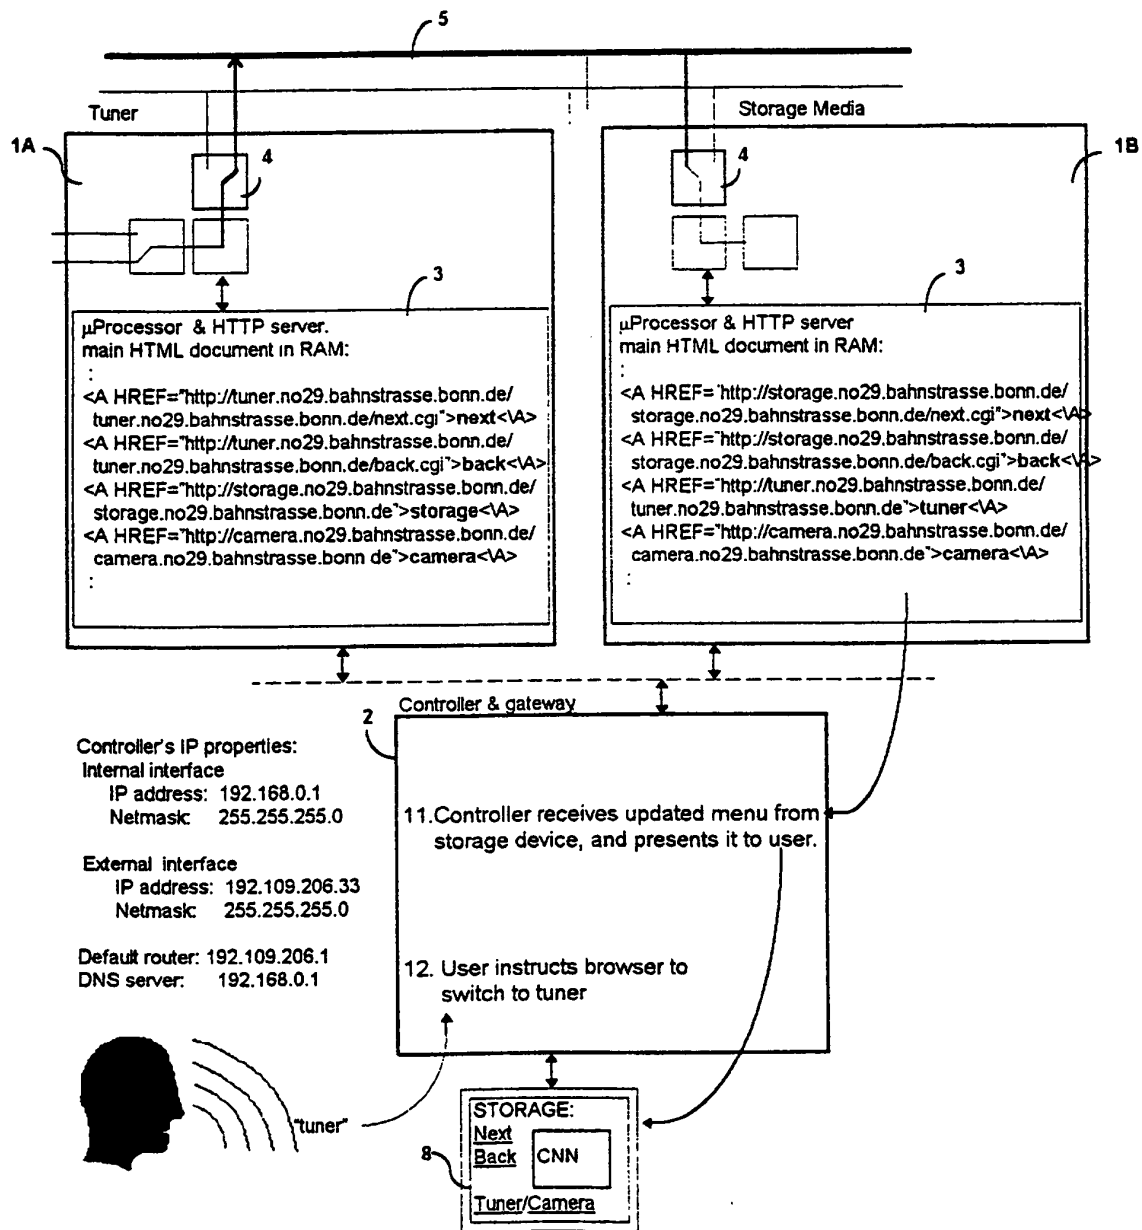 5
Tuner
Storage Media
1A
4
4
1B
3
3
µProcessor & HTTP server.
main HTML document in RAM:
:
<A HREF="http://tuner.no29.bahnstrasse.bonn.de/
tuner.no29.bahnstrasse.bonn.de/next.cgi">next<\A>
<A HREF="http://tuner.no29.bahnstrasse.bonn.de/
tuner.no29.bahnstrasse.bonn.de/back.cgi">back<\A>
<A HREF="http://storage.no29.bahnstrasse.bonn.de/
storage.no29.bahnstrasse.bonn.de">storage<\A>
<A HREF="http://camera.no29.bahnstrasse.bonn.de/
camera.no29.bahnstrasse.bonn de">camera<\A>
:
µProcessor & HTTP server
main HTML document in RAM:
:
<A HREF="http://storage.no29.bahnstrasse.bonn.de/
storage.no29.bahnstrasse.bonn.de/next.cgi">next<\A>
<A HREF="http://storage.no29.bahnstrasse.bonn.de/
storage.no29.bahnstrasse.bonn.de/back.cgi">back<\A>
<A HREF="http://tuner.no29.bahnstrasse.bonn.de/
tuner.no29.bahnstrasse.bonn.de">tuner<\A>
<A HREF="http://camera.no29.bahnstrasse.bonn.de/
camera.no29.bahnstrasse.bonn.de">camera<\A>
:
Controller & gateway
2
Controller's IP properties:
Internal interface
IP address: 192.168.0.1
Netmask: 255.255.255.0
External interface
IP address: 192.109.206.33
Netmask: 255.255.255.0
Default router: 192.109.206.1
DNS server: 192.168.0.1
11.Controller receives updated menu from
storage device, and presents it to user.
12. User instructs browser to
switch to tuner
"tuner"
STORAGE:
Next
Back
CNN
8
Tuner/Camera